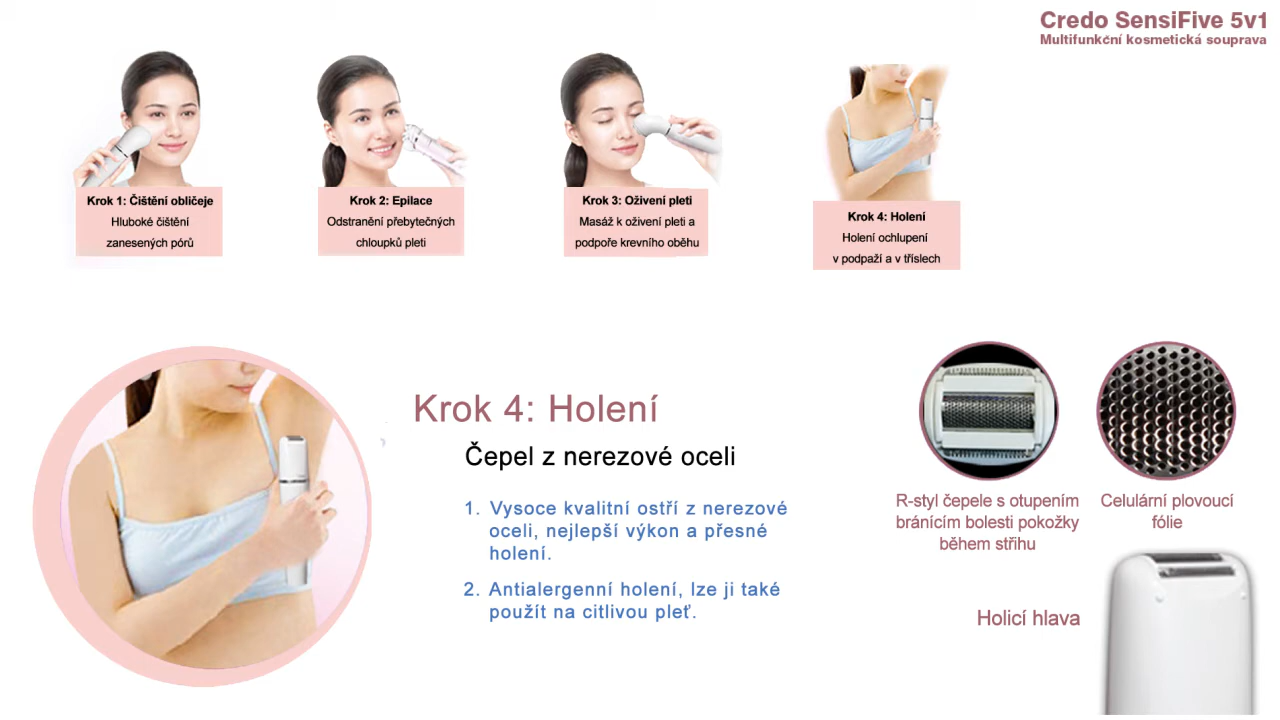 Credo SensiFive 5v1
Multifunkční kosmetická souprava
Krok 1: Čištění obličeje
Hluboké čištění
zanesených pórů
Krok 2: Epilace
Odstranění přebytečných
chloupků pleti
Krok 3: Oživení pleti
Masáž k oživení pleti a
podpoře krevního oběhu
Krok 4: Holení
Holení ochlupení
v podpaží a v tříslech
Krok 4: Holení
Čepel z nerezové oceli
1. Vysoce kvalitní ostří z nerezové
oceli, nejlepší výkon a přesné
holení.
2. Antialergenní holení, lze ji také
použít na citlivou pleť.
R-styl čepele s otupením
bránícím bolesti pokožky
během střihu
Celulární plovoucí
fólie
Holicí hlava